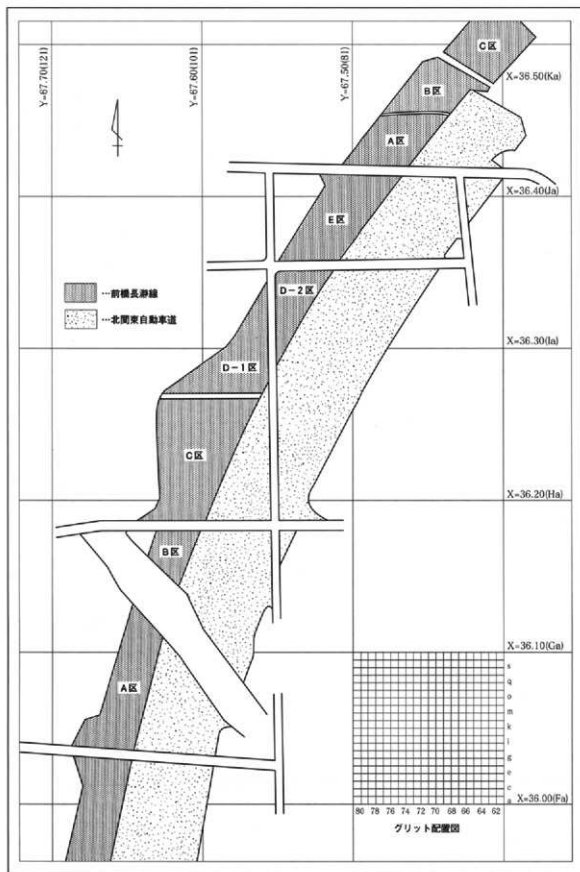 Y=67.70(121)
Y=67.60(101)
Y=67.50(81)
C区
X=36.50(Ka)
B区
A区
X=36.40(Ja)
E区
D-2区
…前橋長瀞線
…北関東自動車道
X=36.30(Ia)
D-1区
C区
X=36.20(Ha)
B区
X=36.10(Ga)
A区
s
q
o
m
k
i
g
e
c
a
X=36.00(Fa)
80 78 76 74 72 70 68 66 64 62
グリット配置図